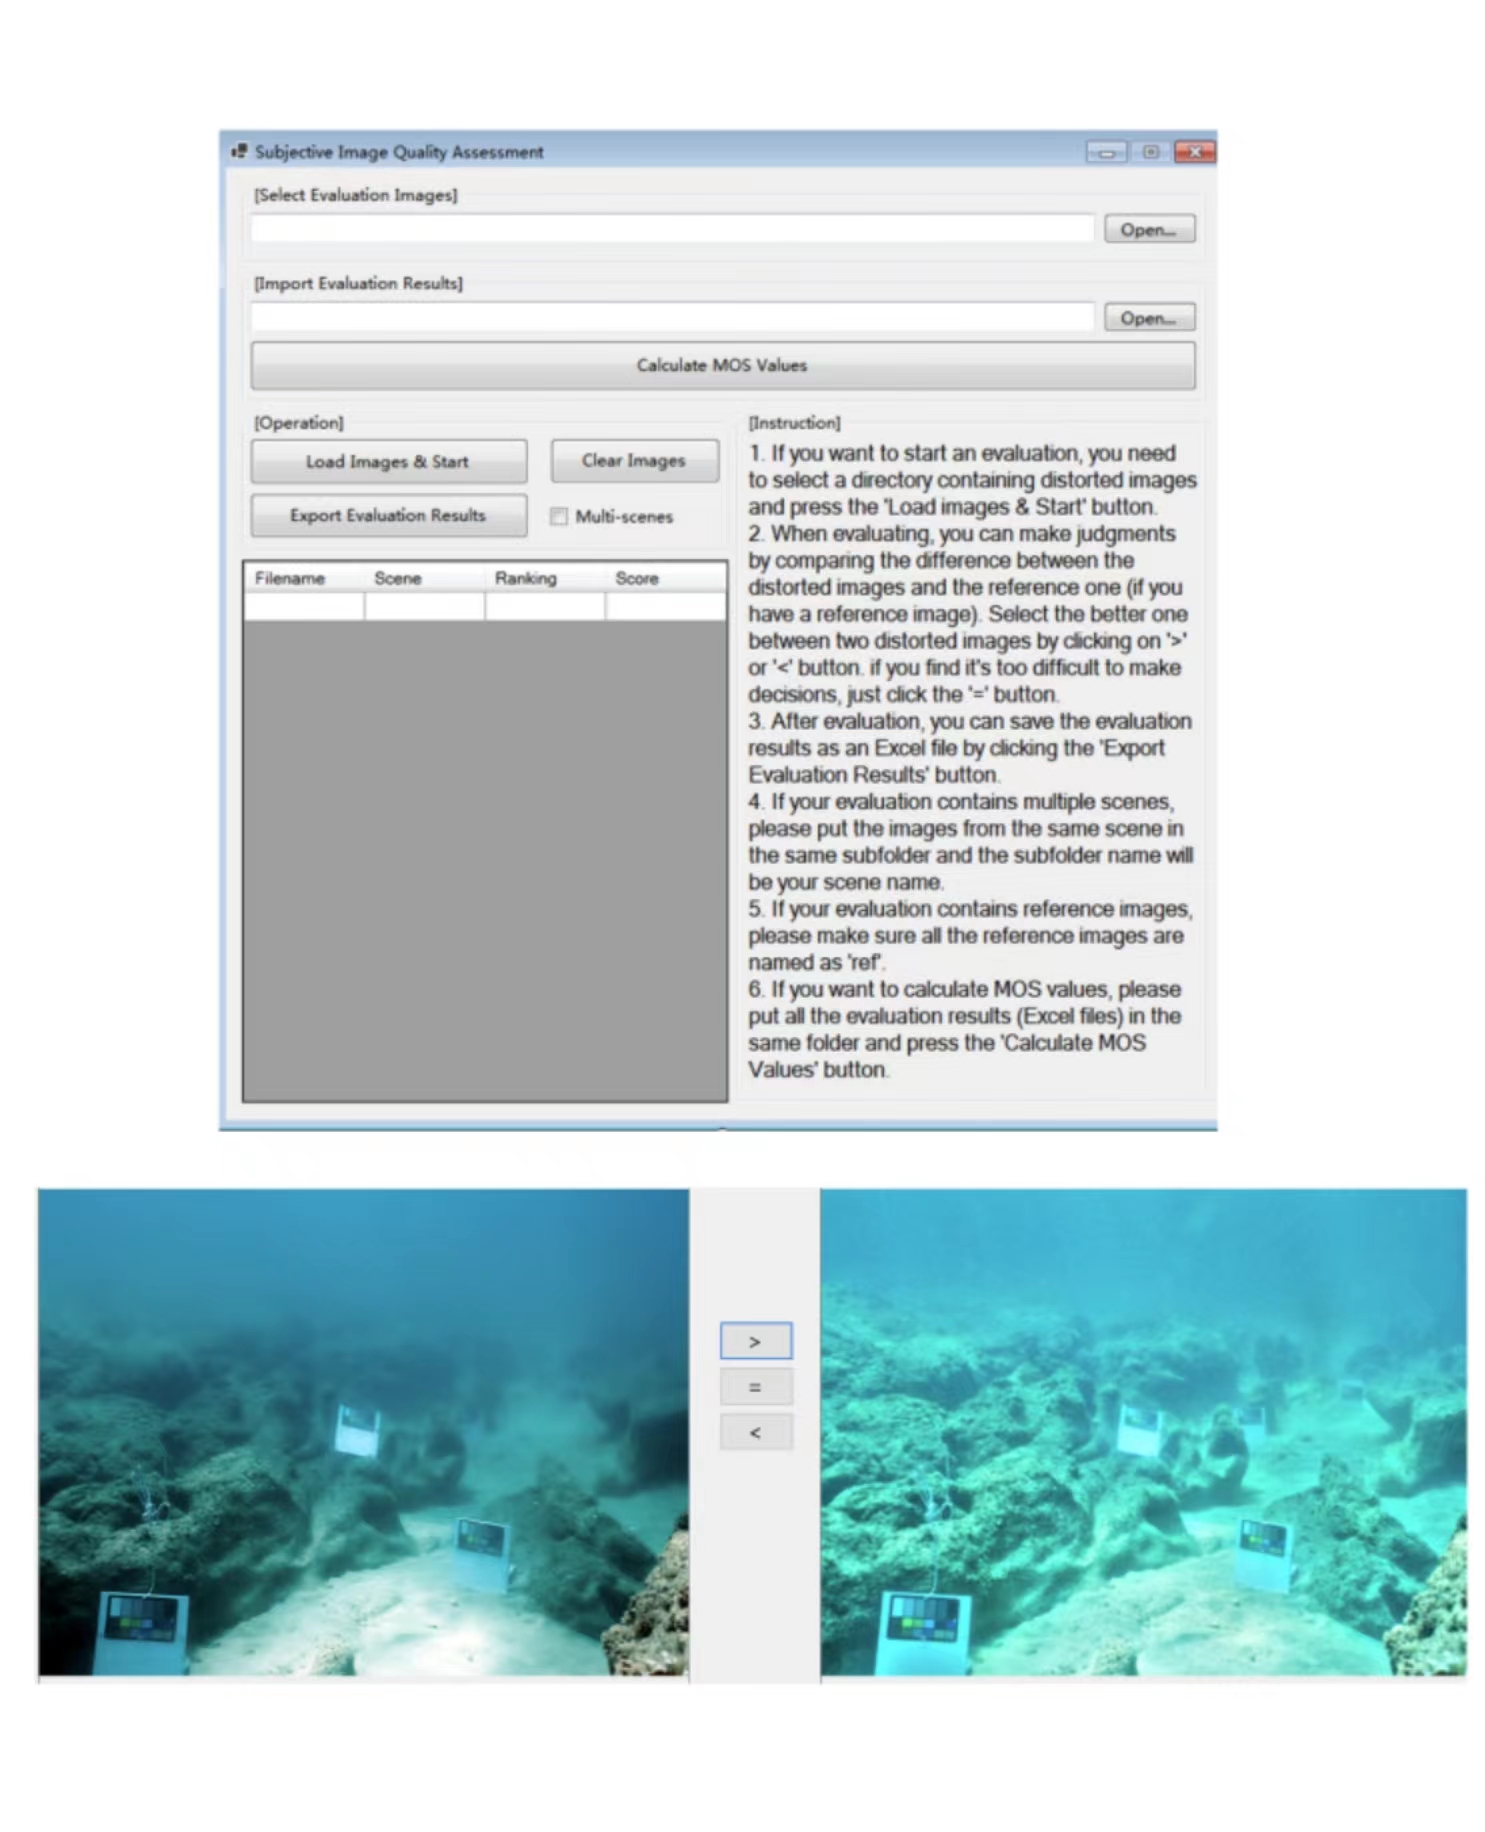 Subjective Image Quality Assessment
[Select Evaluation Images]
Open...
[Import Evaluation Results]
Open...
Calculate MOS Values
[Operation]
Load Images & Start
Clear Images
Export Evaluation Results
Multi-scenes
Filename Scene Ranking Score
[Instruction]
1. If you want to start an evaluation, you need
to select a directory containing distorted images
and press the 'Load images & Start' button.
2. When evaluating, you can make judgments
by comparing the difference between the
distorted images and the reference one (if you
have a reference image). Select the better one
between two distorted images by clicking on '>'
or '<' button. if you find it's too difficult to make
decisions, just click the '=' button.
3. After evaluation, you can save the evaluation
results as an Excel file by clicking the 'Export
Evaluation Results' button.
4. If your evaluation contains multiple scenes,
please put the images from the same scene in
the same subfolder and the subfolder name will
be your scene name.
5. If your evaluation contains reference images,
please make sure all the reference images are
named as 'ref'.
6. If you want to calculate MOS values, please
put all the evaluation results (Excel files) in the
same folder and press the 'Calculate MOS
Values' button.
>
=
<